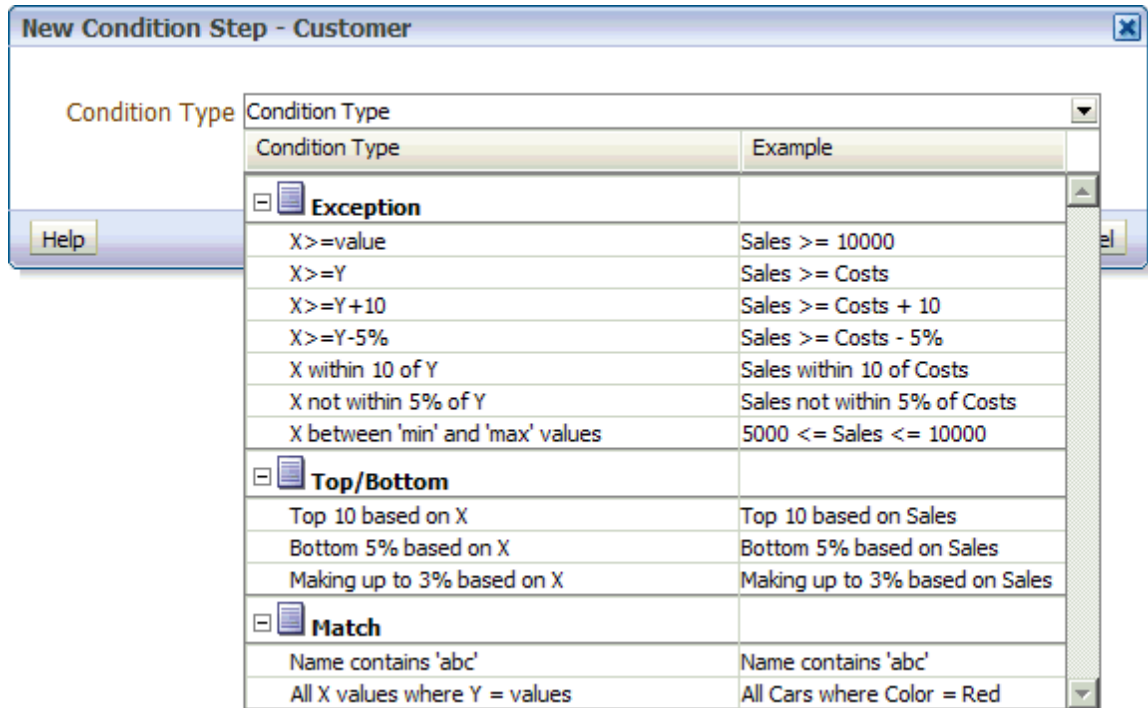 New Condition Step - Customer
Condition Type Condition Type
Condition Type Example
Exception
X>=value Sales >= 10000
X>=Y Sales >= Costs
X>=Y+10 Sales >= Costs + 10
X>=Y-5% Sales >= Costs - 5%
X within 10 of Y Sales within 10 of Costs
X not within 5% of Y Sales not within 5% of Costs
X between 'min' and 'max' values 5000 <= Sales <= 10000
Top/Bottom
Top 10 based on X Top 10 based on Sales
Bottom 5% based on X Bottom 5% based on Sales
Making up to 3% based on X Making up to 3% based on Sales
Match
Name contains 'abc' Name contains 'abc'
All X values where Y = values All Cars where Color = Red
Help
el